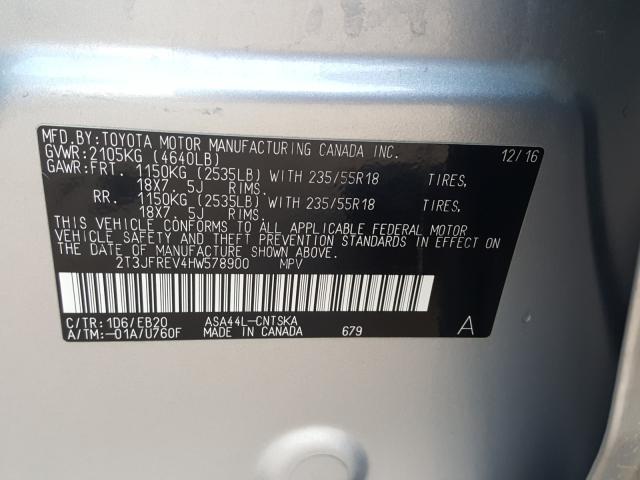 MFD. BY: TOYOTA MOTOR MANUFACTURING CANADA INC.
GVWR: 2105KG (4640LB) 12/16
GAWR: FRT. 1150KG (2535LB) WITH 235/55R18 TIRES,
18X7. 5J RIMS.
RR. 1150KG (2535LB) WITH 235/55R18 TIRES,
18X7. 5J RIMS.
THIS VEHICLE CONFORMS TO ALL APPLICABLE FEDERAL MOTOR
VEHICLE SAFETY AND THEFT PREVENTION STANDARDS IN EFFECT ON
THE DATE OF MANUFACTURE SHOWN ABOVE.
2T3JFREV4HW578900 MPV
C/TR: 1D6/EB20 ASA44L-CNTSKA
A/TM: -01A/U760F MADE IN CANADA 679 A